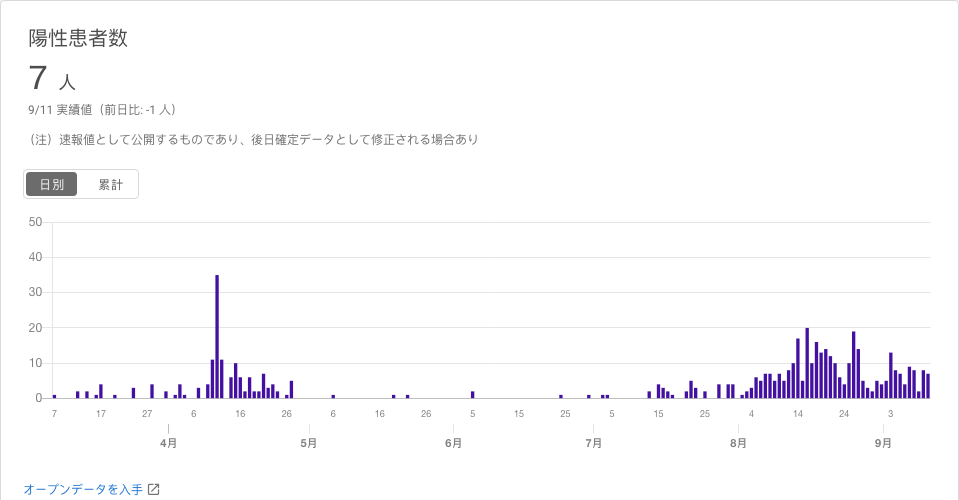 陽性患者数
7 人
9/11 実績値（前日比: -1 人）
（注）速報値として公開するものであり、後日確定データとして修正される場合あり
日別 累計
50
40
30
20
10
0
7 17 27 6 16 26 6 16 26 5 15 25 5 15 25 4 14 24 3
4月 5月 6月 7月 8月 9月
オープンデータを入手